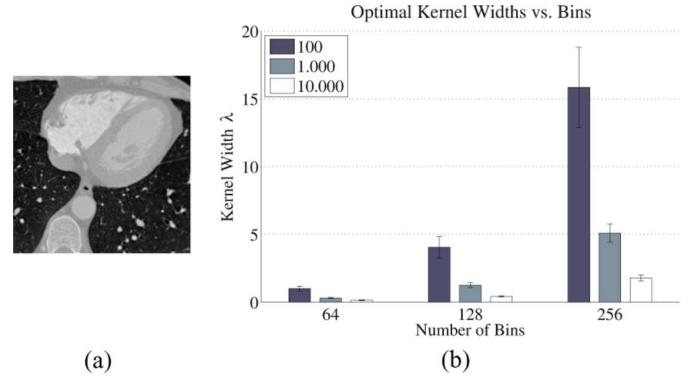 Optimal Kernel Widths vs. Bins
20
15
10
5
0
Kernel Width λ
100
1.000
10.000
64 128 256
Number of Bins
(a) (b)